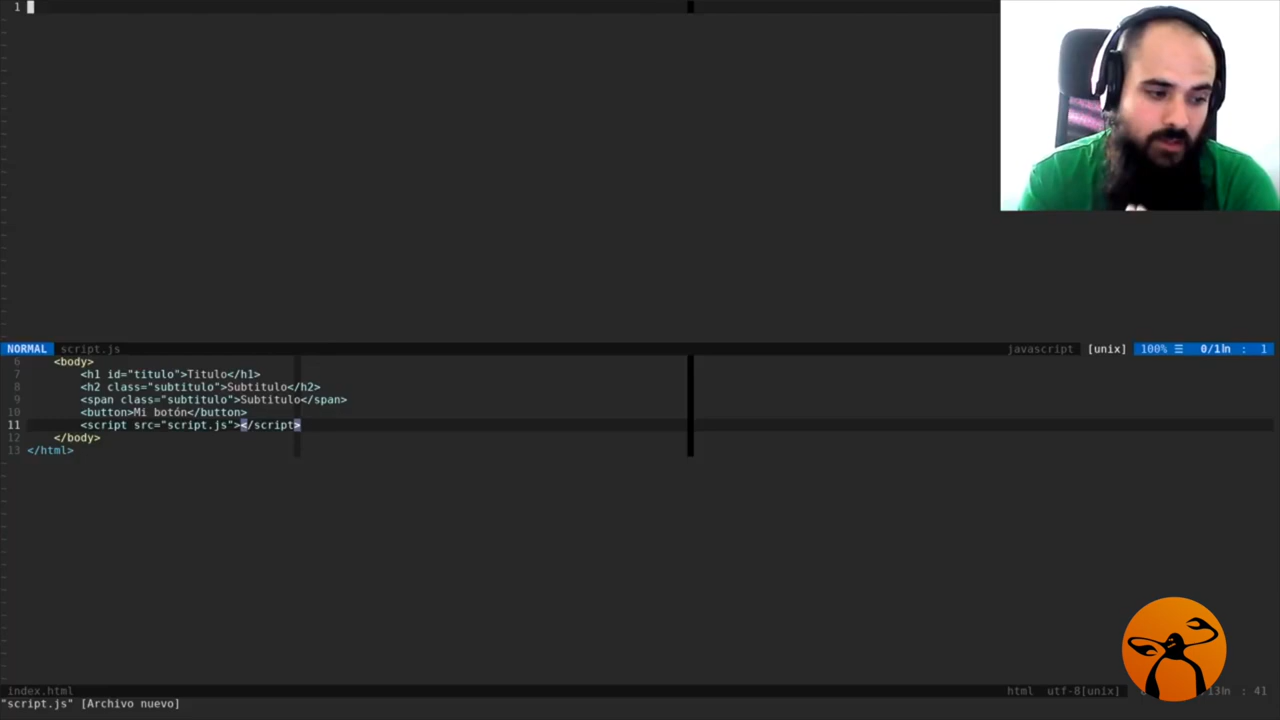 1
NORMAL script.js javascript [unix] 100% ☰ 0/1ln : 1
6 <body>
7 <h1 id="titulo">Titulo</h1>
8 <h2 class="subtitulo">Subtitulo</h2>
9 <span class="subtitulo">Subtitulo</span>
10 <button>Mi botón</button>
11 <script src="script.js"></script>
12 </body>
13 </html>
index.html html utf-8[unix] /13ln : 41
"script.js" [Archivo nuevo]